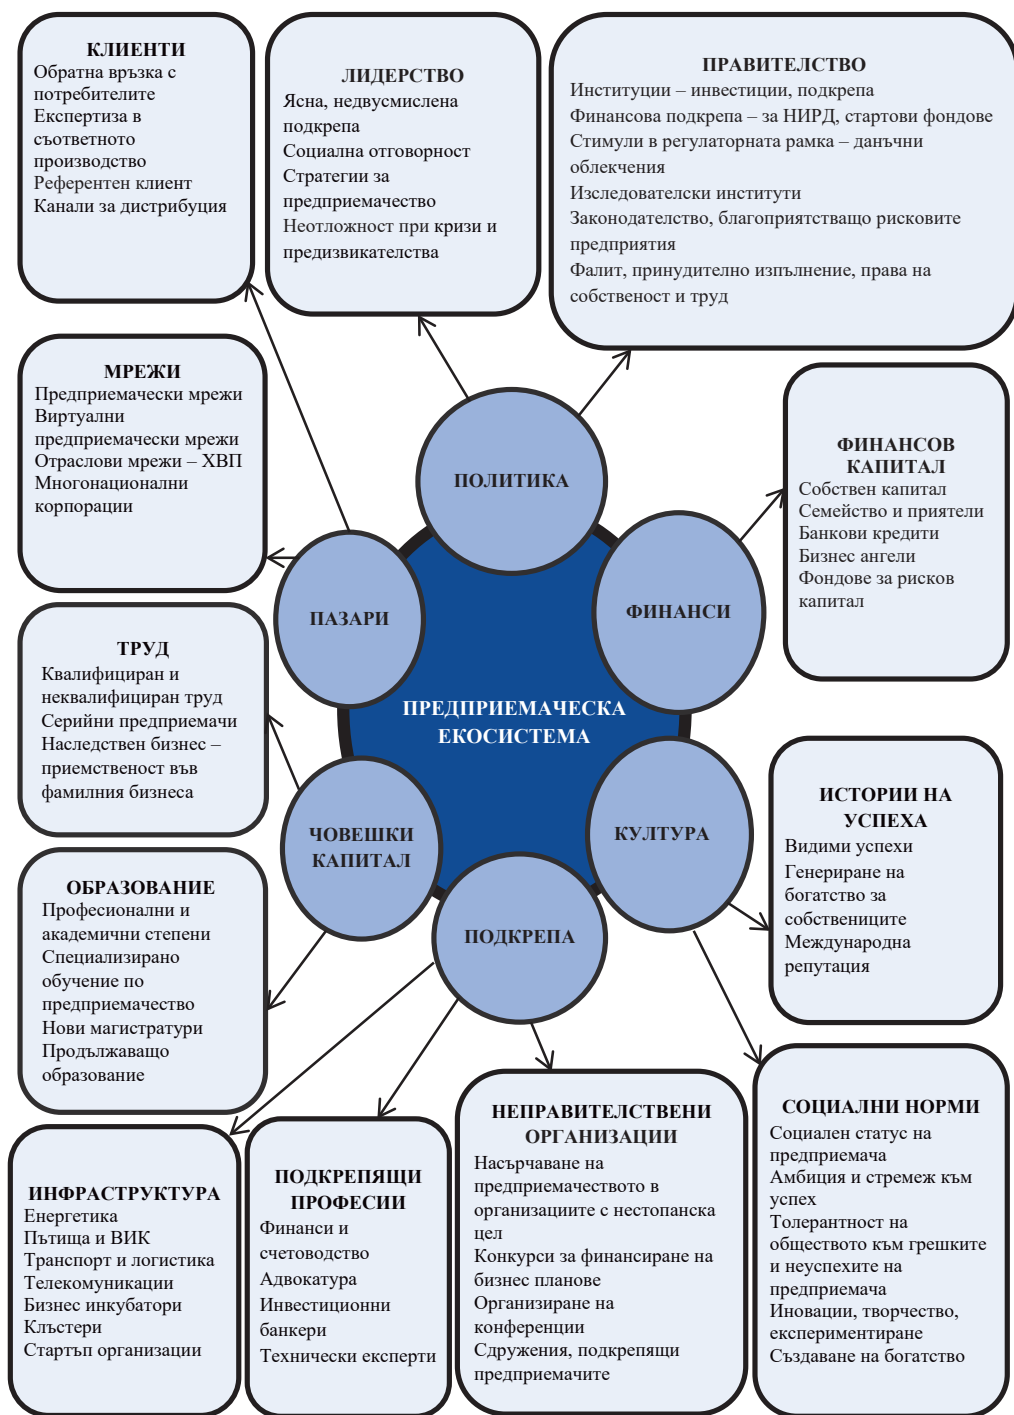 КЛИЕНТИ
Обратна връзка с
потребителите
Експертиза в
съответното
производство
Референтен клиент
Канали за дистрибуция
ЛИДЕРСТВО
Ясна, недвусмислена
подкрепа
Социална отговорност
Стратегии за
предприемачество
Неотложност при кризи и
предизвикателства
ПРАВИТЕЛСТВО
Институции – инвестиции, подкрепа
Финансова подкрепа – за НИРД, стартови фондове
Стимули в регулаторната рамка – данъчни
облекчения
Изследователски институти
Законодателство, благоприятстващо рисковите
предприятия
Фалит, принудително изпълнение, права на
собственост и труд
МРЕЖИ
Предприемачески мрежи
Виртуални
предприемачески мрежи
Отраслови мрежи – ХВП
Многонационални
корпорации
ПОЛИТИКА
ФИНАНСОВ
КАПИТАЛ
Собствен капитал
Семейство и приятели
Банкови кредити
Бизнес ангели
Фондове за рисков
капитал
ПАЗАРИ
ФИНАНСИ
ТРУД
Квалифициран и
неквалифициран труд
Серийни предприемачи
Наследствен бизнес –
приемственост във
фамилния бизнеса
ПРЕДПРИЕМАЧЕСКА
ЕКОСИСТЕМА
ЧОВЕШКИ
КАПИТАЛ
КУЛТУРА
ПОДКРЕПА
ИСТОРИИ НА
УСПЕХА
Видими успехи
Генериране на
богатство за
собствениците
Международна
репутация
ОБРАЗОВАНИЕ
Професионални и
академични степени
Специализирано
обучение по
предприемачество
Нови магистратури
Продължаващо
образование
ИНФРАСТРУКТУРА
Енергетика
Пътища и ВИК
Транспорт и логистика
Телекомуникации
Бизнес инкубатори
Клъстери
Стартъп организации
ПОДКРЕПЯЩИ
ПРОФЕСИИ
Финанси и
счетоводство
Адвокатура
Инвестиционни
банкери
Технически експерти
НЕПРАВИТЕЛСТВЕНИ
ОРГАНИЗАЦИИ
Насърчаване на
предприемачеството в
организациите с нестопанска
цел
Конкурси за финансиране на
бизнес планове
Организиране на
конференции
Сдружения, подкрепящи
предприемачите
СОЦИАЛНИ НОРМИ
Социален статус на
предприемача
Амбиция и стремеж към
успех
Толерантност на
обществото към грешките
и неуспехите на
предприемача
Иновации, творчество,
експериментиране
Създаване на богатство